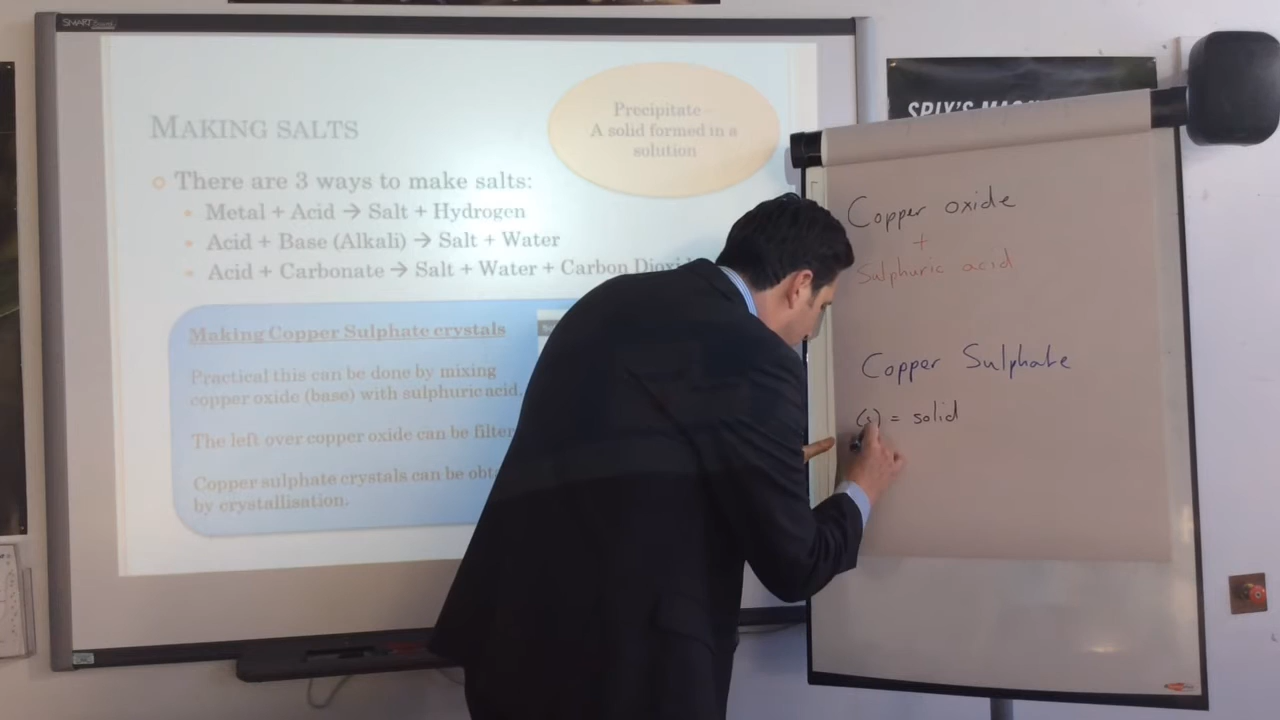 SMART Board
MAKING SALTS
Precipitate –
A solid formed in a
solution
There are 3 ways to make salts:
Metal + Acid → Salt + Hydrogen
Acid + Base (Alkali) → Salt + Water
Acid + Carbonate → Salt + Water + Carbon Dioxi
Making Copper Sulphate crystals
Practical this can be done by mixing
copper oxide (base) with sulphuric acid.
The left over copper oxide can be filter
Copper sulphate crystals can be obta
by crystallisation.
SPIX'S
Copper oxide
+
Sulphuric acid
Copper Sulphate
(s) = solid